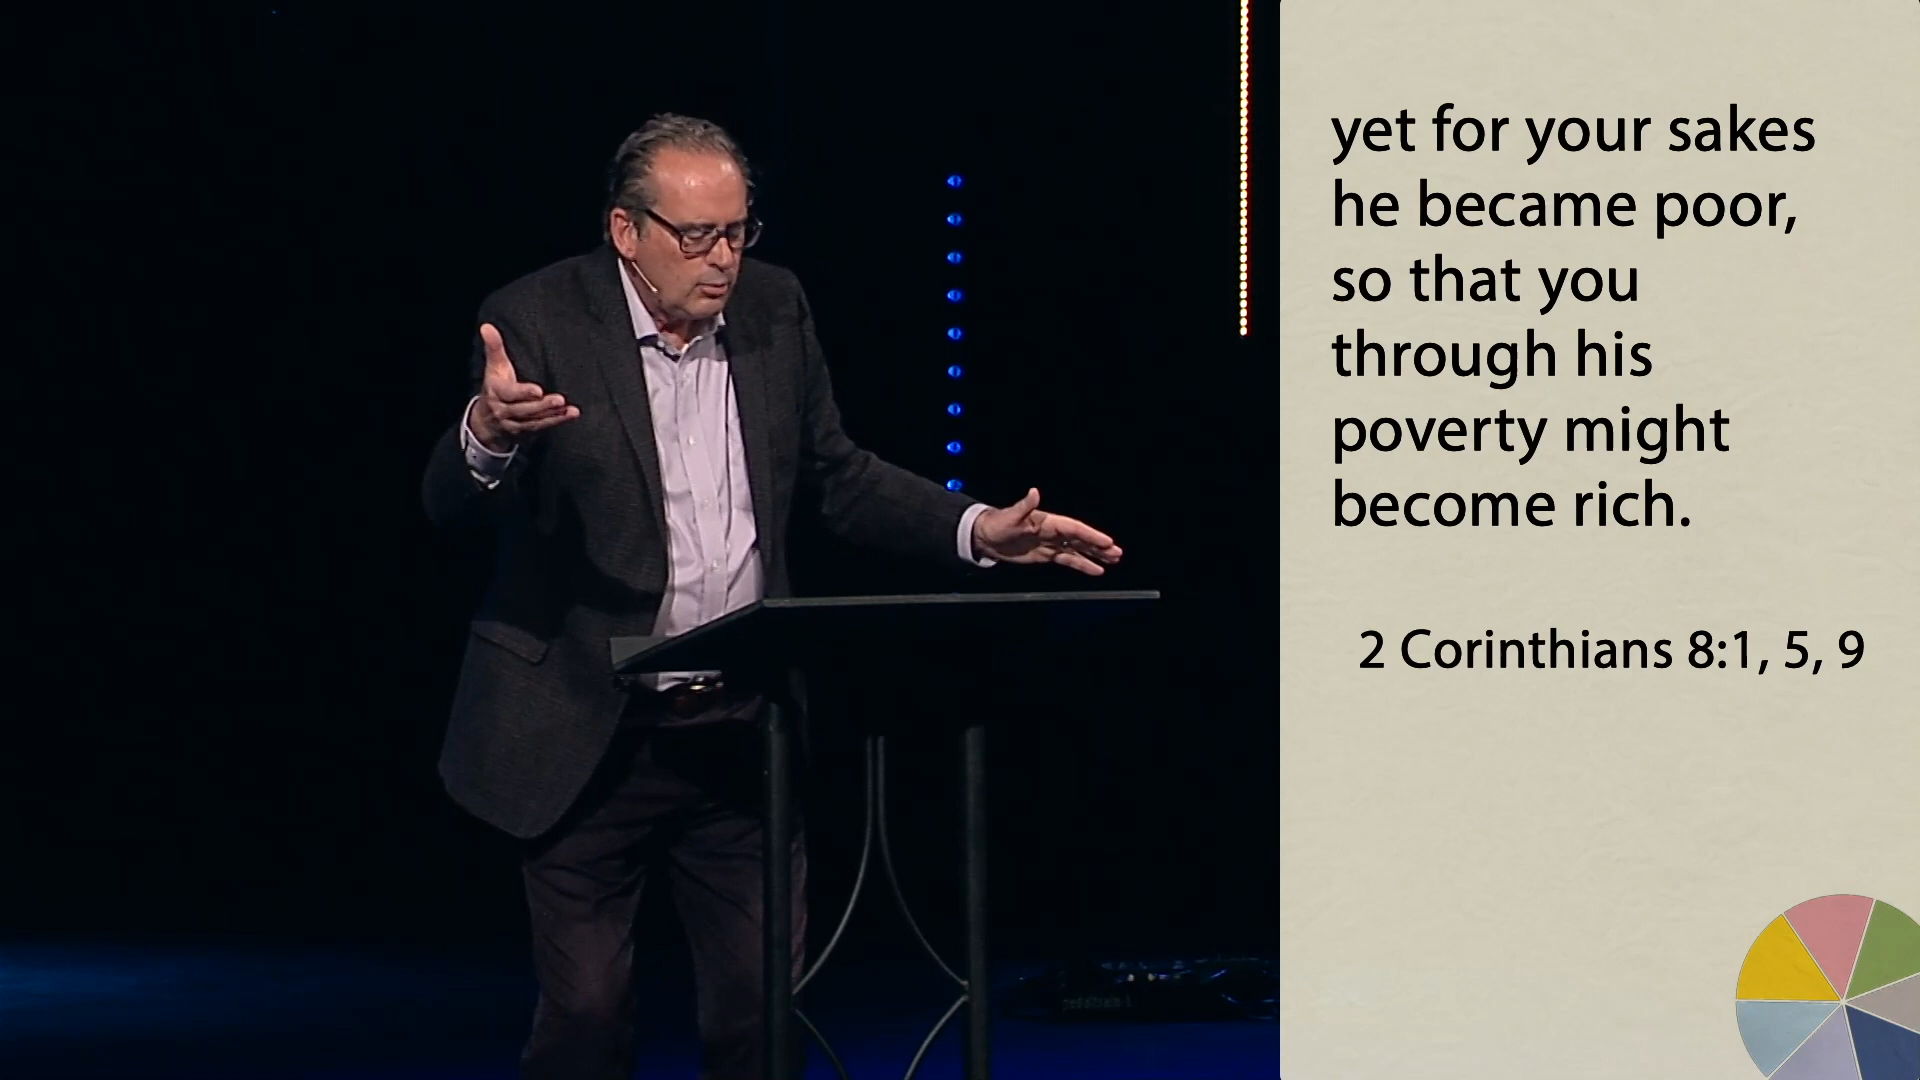 yet for your sakes
he became poor,
so that you
through his
poverty might
become rich.
2 Corinthians 8:1, 5, 9